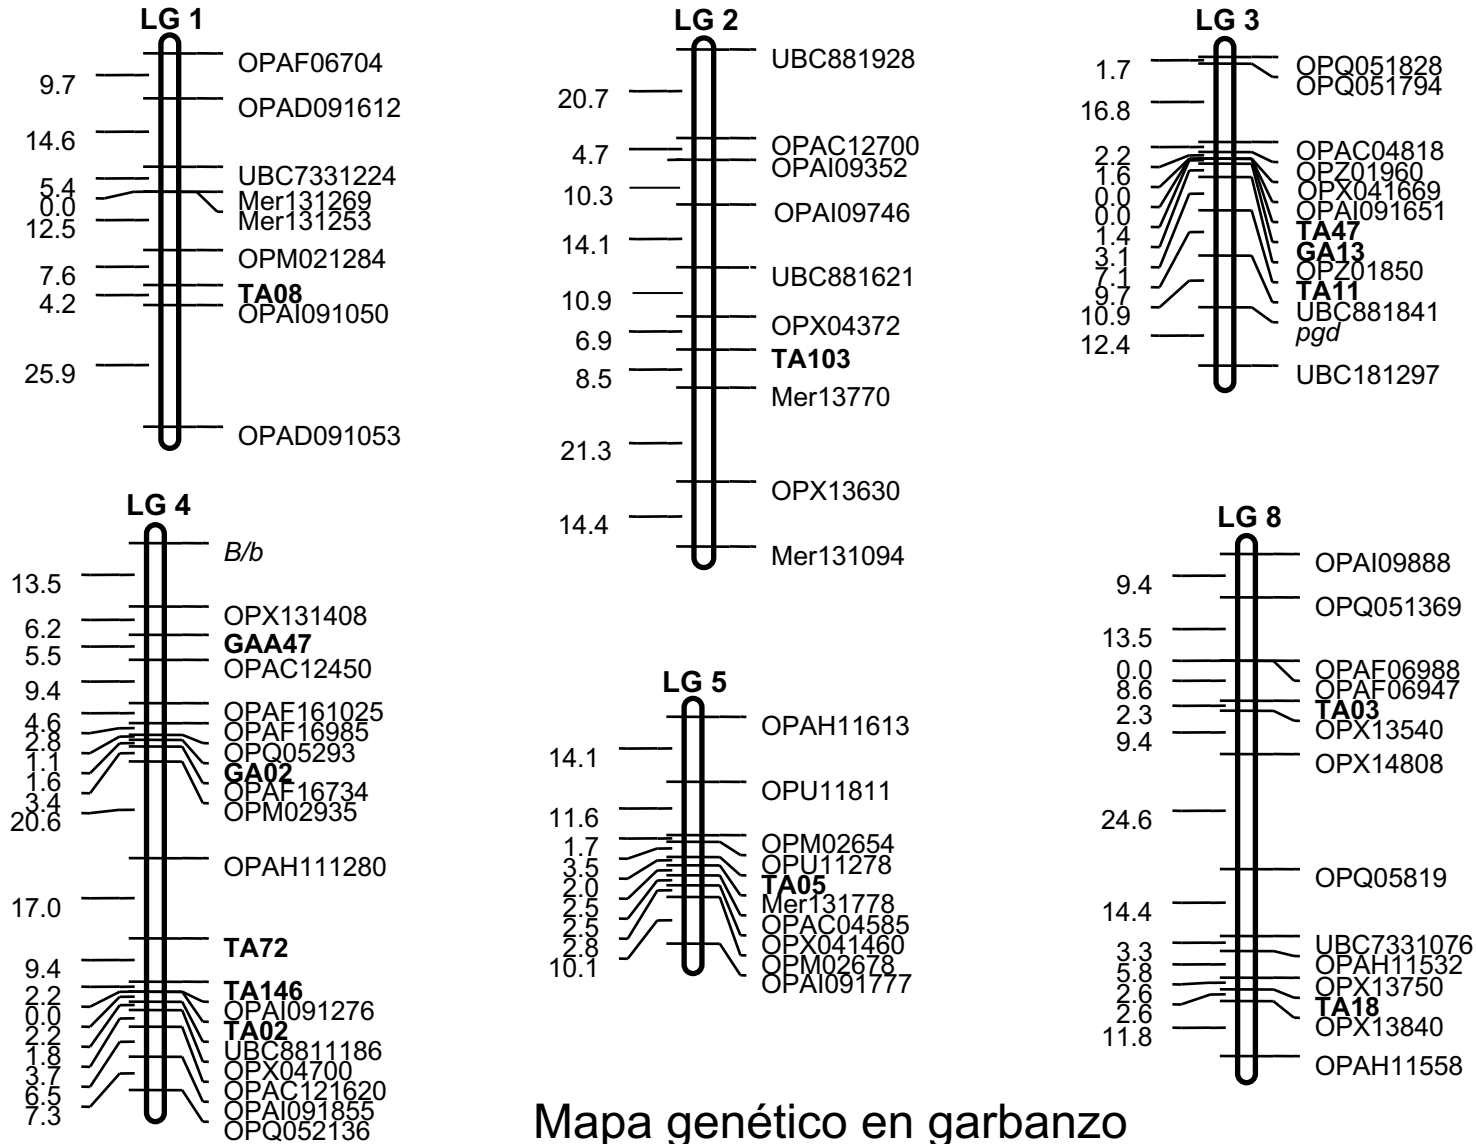 LG 1
9.7
14.6
5.4
0.0
12.5
7.6
4.2
25.9
OPAF06704
OPAD091612
UBC7331224
Mer131269
Mer131253
OPM021284
TA08
OPAI091050
OPAD091053
LG 2
20.7
4.7
10.3
14.1
10.9
6.9
8.5
21.3
14.4
UBC881928
OPAC12700
OPAI09352
OPAI09746
UBC881621
OPX04372
TA103
Mer13770
OPX13630
Mer131094
LG 3
1.7
16.8
2.2
1.6
0.0
0.0
1.4
3.1
7.1
9.7
10.9
12.4
OPQ051828
OPQ051794
OPAC04818
OPZ01960
OPX041669
OPAI091651
TA47
GA13
OPZ01850
TA11
UBC881841
pgd
UBC181297
LG 4
13.5
6.2
5.5
9.4
4.6
2.8
1.1
1.6
3.4
20.6
17.0
9.4
2.2
0.0
2.2
1.8
3.7
6.5
7.3
B/b
OPX131408
GAA47
OPAC12450
OPAF161025
OPAF16985
OPQ05293
GA02
OPAF16734
OPM02935
OPAH111280
TA72
TA146
OPAI091276
TA02
UBC8811186
OPX04700
OPAC121620
OPAI091855
OPQ052136
LG 5
14.1
11.6
1.7
3.5
2.0
2.5
2.5
2.8
10.1
OPAH11613
OPU11811
OPM02654
OPU11278
TA05
Mer131778
OPAC04585
OPX041460
OPM02678
OPAI091777
LG 8
9.4
13.5
0.0
8.6
2.3
9.4
24.6
14.4
3.3
5.8
2.6
2.6
11.8
OPAI09888
OPQ051369
OPAF06988
OPAF06947
TA03
OPX13540
OPX14808
OPQ05819
UBC7331076
OPAH11532
OPX13750
TA18
OPX13840
OPAH11558
Mapa genético en garbanzo